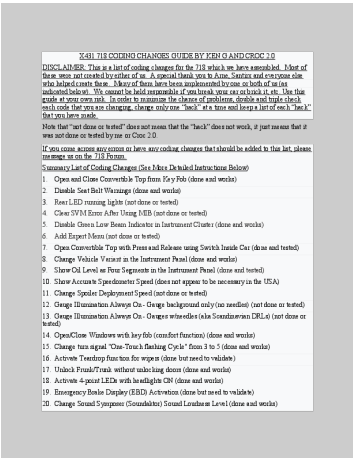 X431 718 CODING CHANGES GUIDE BY KEN G AND CROC 2.0
DISCLAIMER: This is a list of coding changes for the 718 which we have assembled. Most of
these were not created by either of us. A special thank you to Arne, Santirx and everyone else
who helped create these. Many of them have been implemented by one or both of us (as
indicated below). We cannot be held responsible if you break your car or brick it, etc. Use this
guide at your own risk. In order to minimize the chance of problems, double and triple check
each code that you are changing, change only one "hack" at a time and keep a list of each "hack"
that you have made.
Note that "not done or tested" does not mean that the "hack" does not work, it just means that it
was not done or tested by me or Croc 2.0.
If you come across any errors or have any coding changes that should be added to this list, please
message us on the 718 Forum.
Summary List of Coding Changes (See More Detailed Instructions Below)
1. Open and Close Convertible Top from Key Fob (done and works)
2. Disable Seat Belt Warnings (done and works)
3. Rear LED running lights (not done or tested)
4. Clear SVM Error After Using MIB (not done or tested)
5. Disable Green Low Beam Indicator in Instrument Cluster (done and works)
6. Add Expert Menu (not done or tested)
7. Open Convertible Top with Press and Release using Switch Inside Car (done and tested)
8. Change Vehicle Variant in the Instrument Panel (done and works)
9. Show Oil Level as Four Segments in the Instrument Panel (done and tested)
10. Show Accurate Speedometer Speed (does not appear to be necessary in the USA)
11. Change Spoiler Deployment Speed (not done or tested)
12. Gauge Illumination Always On - Gauge background only (no needles) (not done or tested)
13. Gauge Illumination Always On - Gauges w/needles (aka Scandinavian DRLs) (not done or
tested)
14. Open/Close Windows with key fob (comfort function) (done and works)
15. Change turn signal "One-Touch flashing Cycle" from 3 to 5 (done and works)
16. Activate Teardrop function for wipers (done but need to validate)
17. Unlock Frunk/Trunk without unlocking doors (done and works)
18. Activate 4-point LEDs with headlights ON (done and works)
19. Emergency Brake Display (EBD) Activation (done but need to validate)
20. Change Sound Symposer (Soundaktor) Sound Loudness Level (done and works)